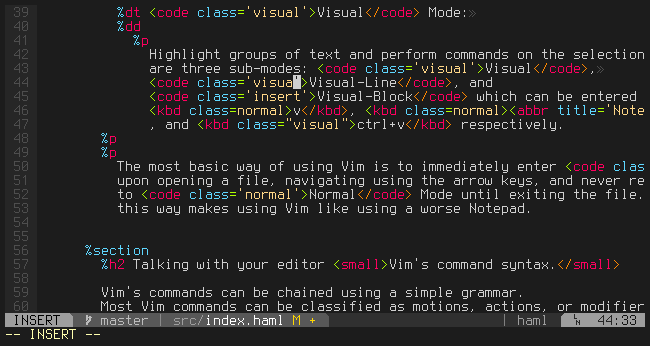 39 %dt <code class='visual'>Visual</code> Mode:»
40 %dd
41 %p
42 Highlight groups of text and perform commands on the selection
43 are three sub-modes: <code class='visual'>Visual</code>,»
44 <code class='visual'>Visual-Line</code>, and
45 <code class='insert'>Visual-Block</code> which can be entered
46 <kbd class=normal>v</kbd>, <kbd class=normal><abbr title='Note
47 , and <kbd class="visual">ctrl+v</kbd> respectively.
48 %p
49 %p
50 The most basic way of using Vim is to immediately enter <code clas
51 upon opening a file, navigating using the arrow keys, and never re
52 to <code class='normal'>Normal</code> Mode until exiting the file.
53 this way makes using Vim like using a worse Notepad.
54
55
56 %section
57 %h2 Talking with your editor <small>Vim's command syntax.</small>
58
59 Vim's commands can be chained using a simple grammar.
60 Most Vim commands can be classified as motions, actions, or modifier
INSERT master | src/index.haml M + | haml LN 44:33
-- INSERT --